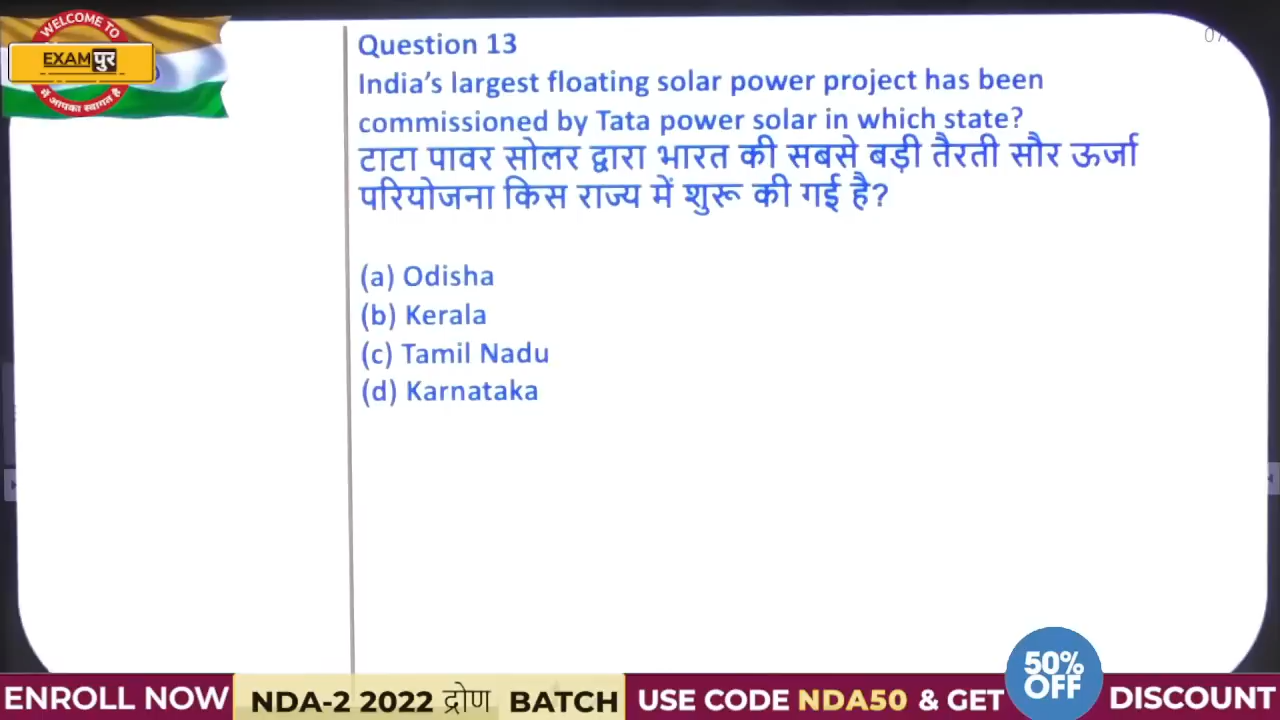 WELCOME TO
EXAMपुर
में आपका स्वागत है
Question 13
India’s largest floating solar power project has been
commissioned by Tata power solar in which state?
टाटा पावर सोलर द्वारा भारत की सबसे बड़ी तैरती सौर ऊर्जा
परियोजना किस राज्य में शुरू की गई है?
(a) Odisha
(b) Kerala
(c) Tamil Nadu
(d) Karnataka
50%
OFF
ENROLL NOW NDA-2 2022 द्रोण BATCH USE CODE NDA50 & GET DISCOUNT